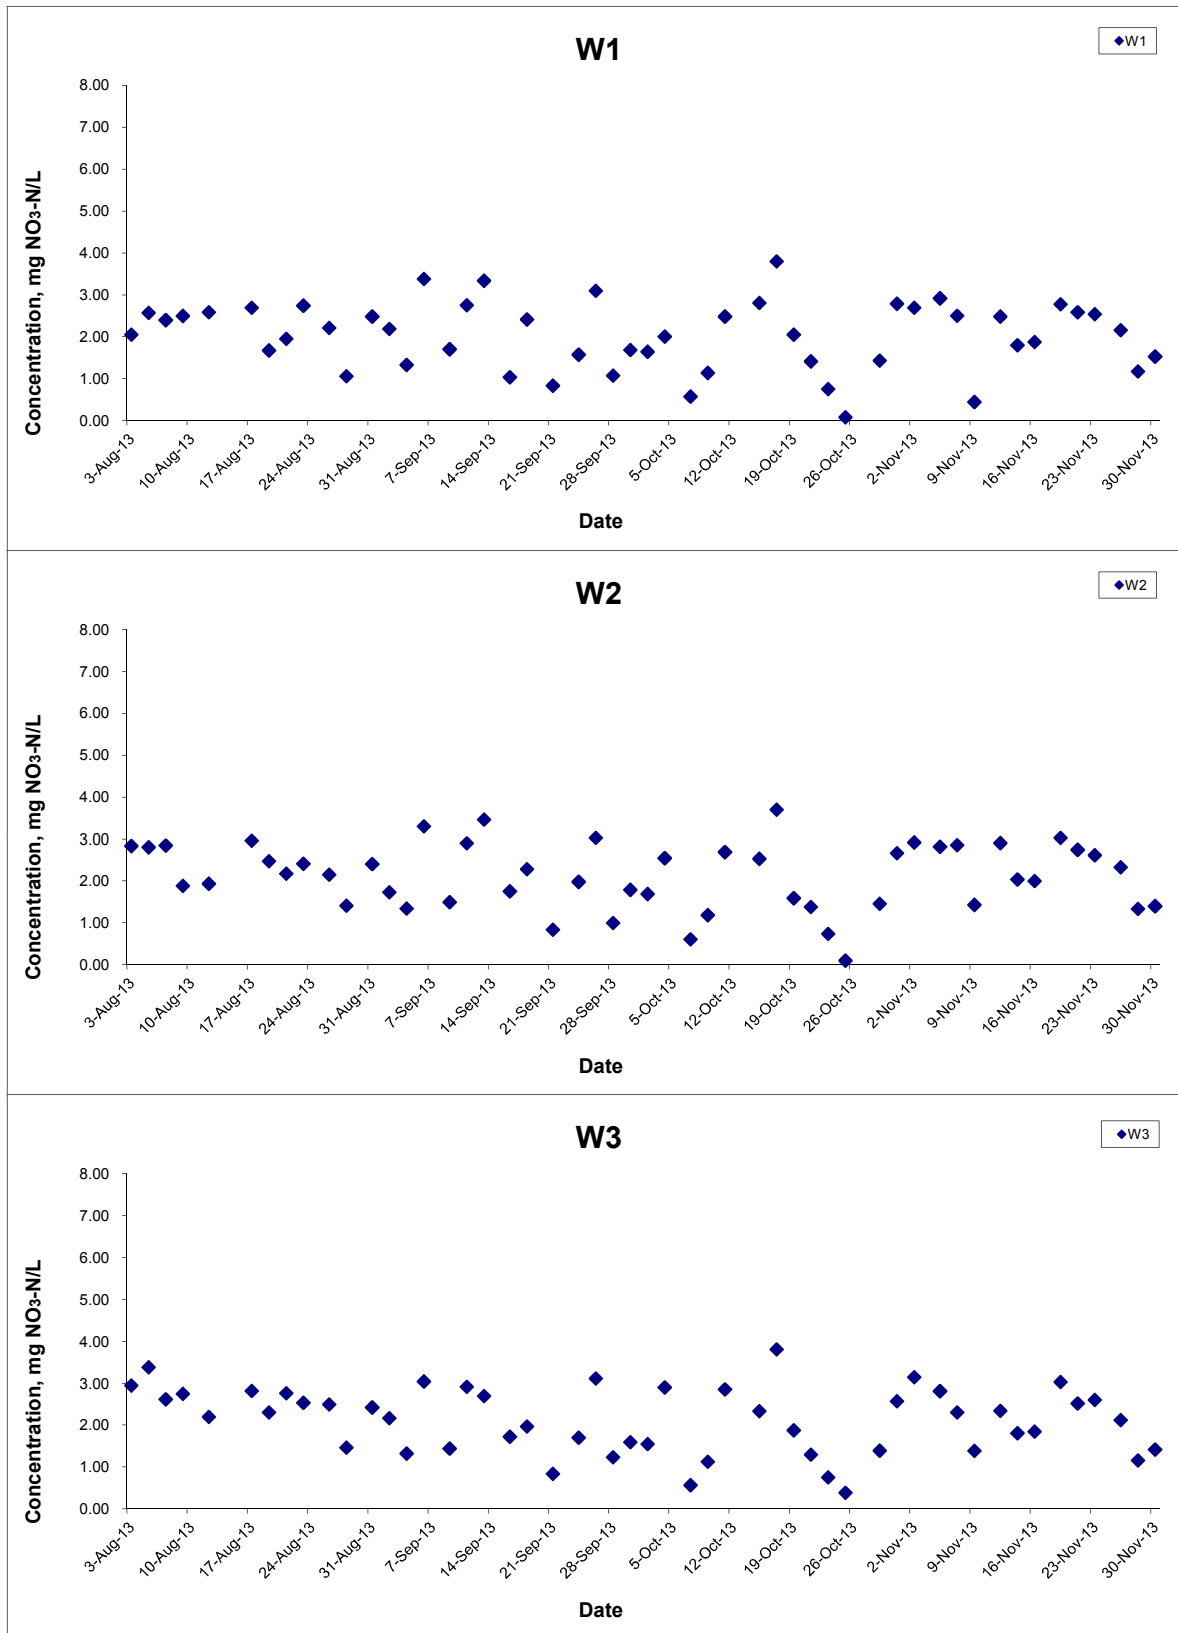 W1
W1
8.00
7.00
6.00
5.00
4.00
3.00
2.00
1.00
0.00
Concentration, mg NO3-N/L
3-Aug-13
10-Aug-13
17-Aug-13
24-Aug-13
31-Aug-13
7-Sep-13
14-Sep-13
21-Sep-13
28-Sep-13
5-Oct-13
12-Oct-13
19-Oct-13
26-Oct-13
2-Nov-13
9-Nov-13
16-Nov-13
23-Nov-13
30-Nov-13
Date
W2
W2
8.00
7.00
6.00
5.00
4.00
3.00
2.00
1.00
0.00
Concentration, mg NO3-N/L
3-Aug-13
10-Aug-13
17-Aug-13
24-Aug-13
31-Aug-13
7-Sep-13
14-Sep-13
21-Sep-13
28-Sep-13
5-Oct-13
12-Oct-13
19-Oct-13
26-Oct-13
2-Nov-13
9-Nov-13
16-Nov-13
23-Nov-13
30-Nov-13
Date
W3
W3
8.00
7.00
6.00
5.00
4.00
3.00
2.00
1.00
0.00
Concentration, mg NO3-N/L
3-Aug-13
10-Aug-13
17-Aug-13
24-Aug-13
31-Aug-13
7-Sep-13
14-Sep-13
21-Sep-13
28-Sep-13
5-Oct-13
12-Oct-13
19-Oct-13
26-Oct-13
2-Nov-13
9-Nov-13
16-Nov-13
23-Nov-13
30-Nov-13
Date